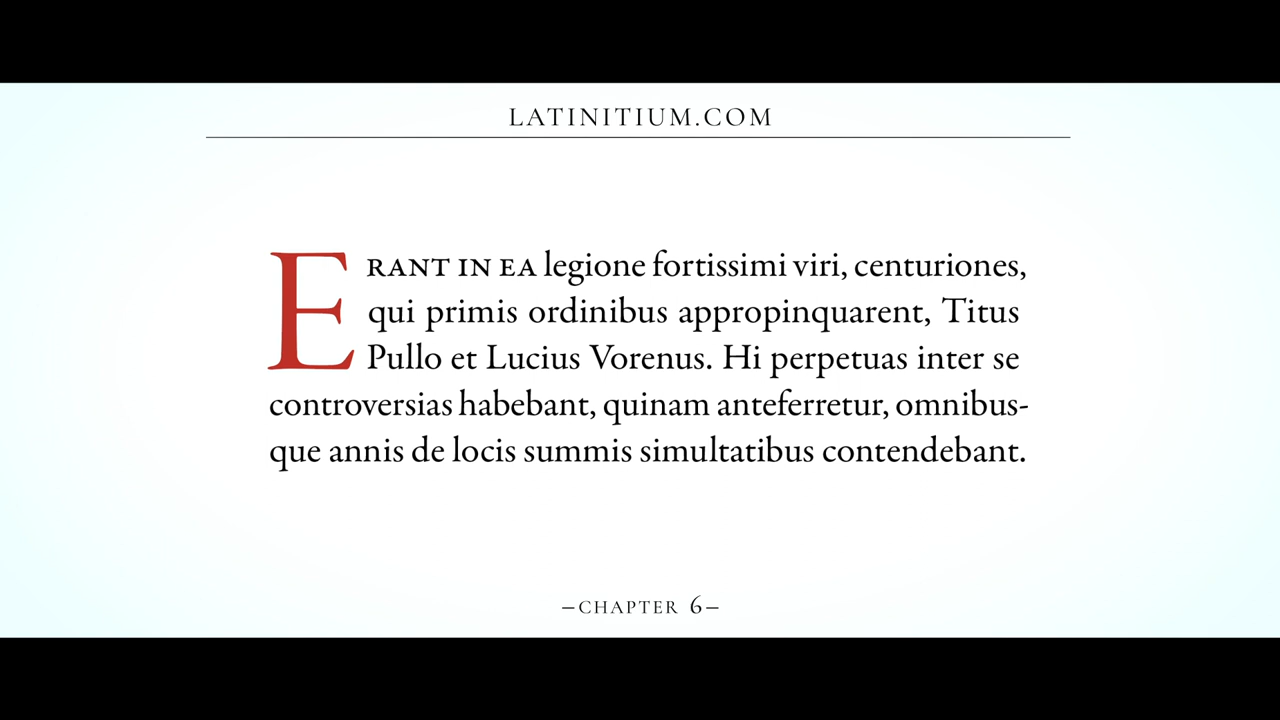 LATINITIUM.COM
ERANT IN EA legione fortissimi viri, centuriones,
qui primis ordinibus appropinquarent, Titus
Pullo et Lucius Vorenus. Hi perpetuas inter se
controversias habebant, quinam anteferretur, omnibus-
que annis de locis summis simultatibus contendebant.
–CHAPTER 6–